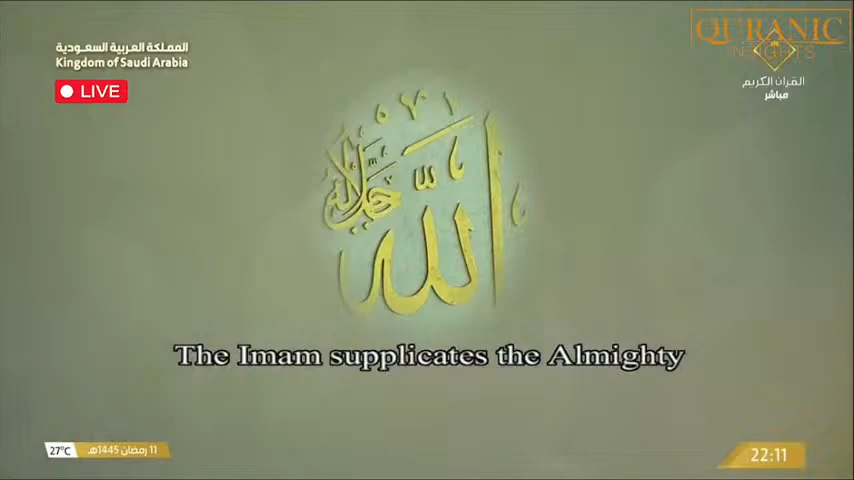 المملكة العربية السعودية
Kingdom of Saudi Arabia
LIVE
QURANIC
INSIGHTS
القرآن الكريم
مباشر
الله
جل جلاله
The Imam supplicates the Almighty
27°C
11 رمضان 1445هـ
22:11